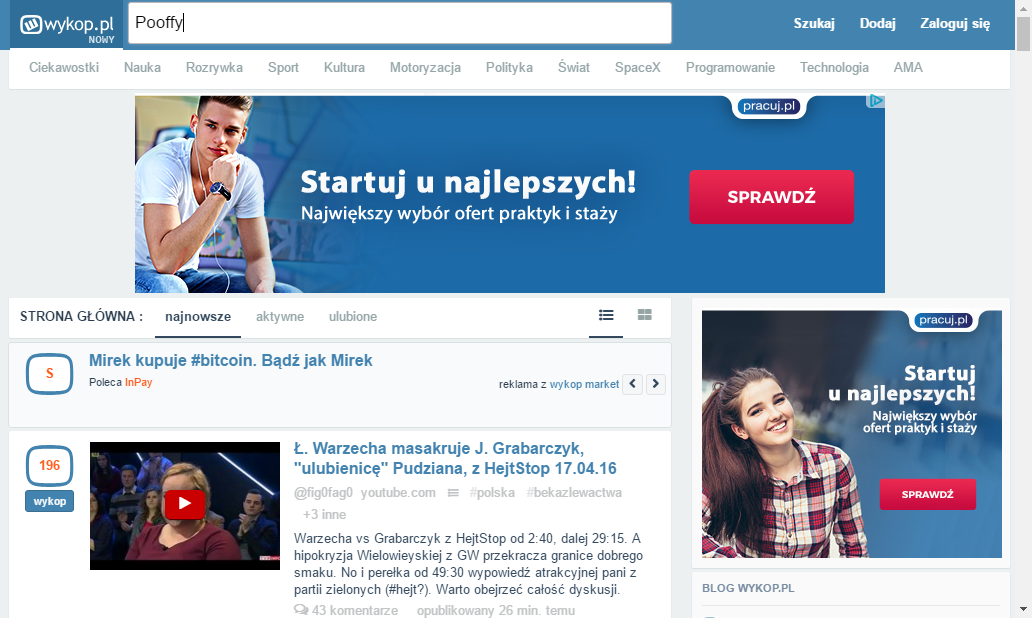 wykop.pl
NOWY
Pooffy
Szukaj Dodaj Zaloguj się
Ciekawostki Nauka Rozrywka Sport Kultura Motoryzacja Polityka Świat SpaceX Programowanie Technologia AMA
pracuj.pl
Startuj u najlepszych!
Największy wybór ofert praktyk i staży
SPRAWDŹ
STRONA GŁÓWNA : najnowsze aktywne ulubione
S
Mirek kupuje #bitcoin. Bądź jak Mirek
Poleca InPay
reklama z wykop market
196
wykop
Ł. Warzecha masakruje J. Grabarczyk,
"ulubienicę" Pudziana, z HejtStop 17.04.16
@fig0fag0 youtube.com #polska #bekazlewactwa
+3 inne
Warzecha vs Grabarczyk z HejtStop od 2:40, dalej 29:15. A
hipokryzja Wielowieyskiej z GW przekracza granice dobrego
smaku. No i perełka od 49:30 wypowiedź atrakcyjnej pani z
partii zielonych (#hejt?). Warto obejrzeć całość dyskusji.
43 komentarze opublikowany 26 min. temu
pracuj.pl
Startuj
u najlepszych!
Największy wybór
ofert praktyk i staży
SPRAWDŹ
BLOG WYKOP.PL